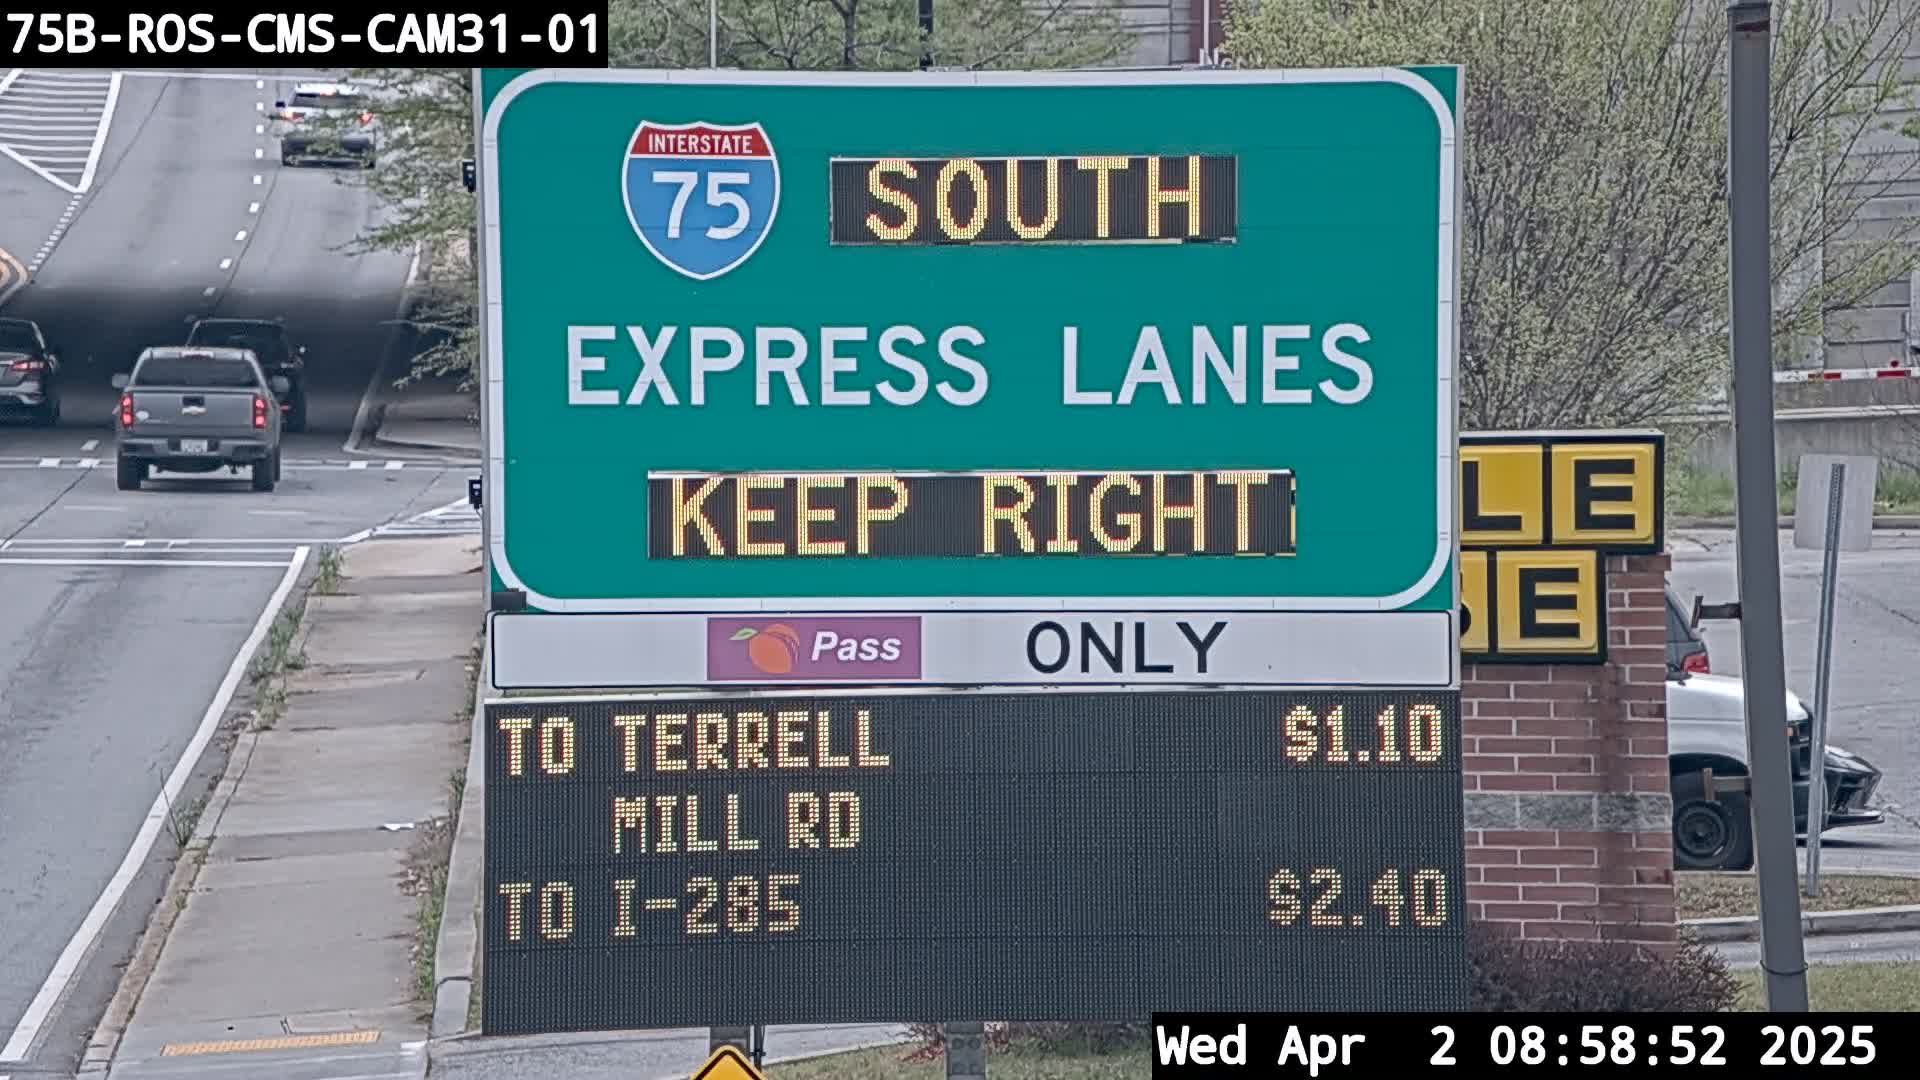 75B-ROS-CMS-CAM31-01
INTERSTATE
75
SOUTH
EXPRESS LANES
KEEP RIGHT
Pass ONLY
TO TERRELL $1.10
MILL RD
TO I-285 $2.40
LE
E
Wed Apr 2 08:58:52 2025